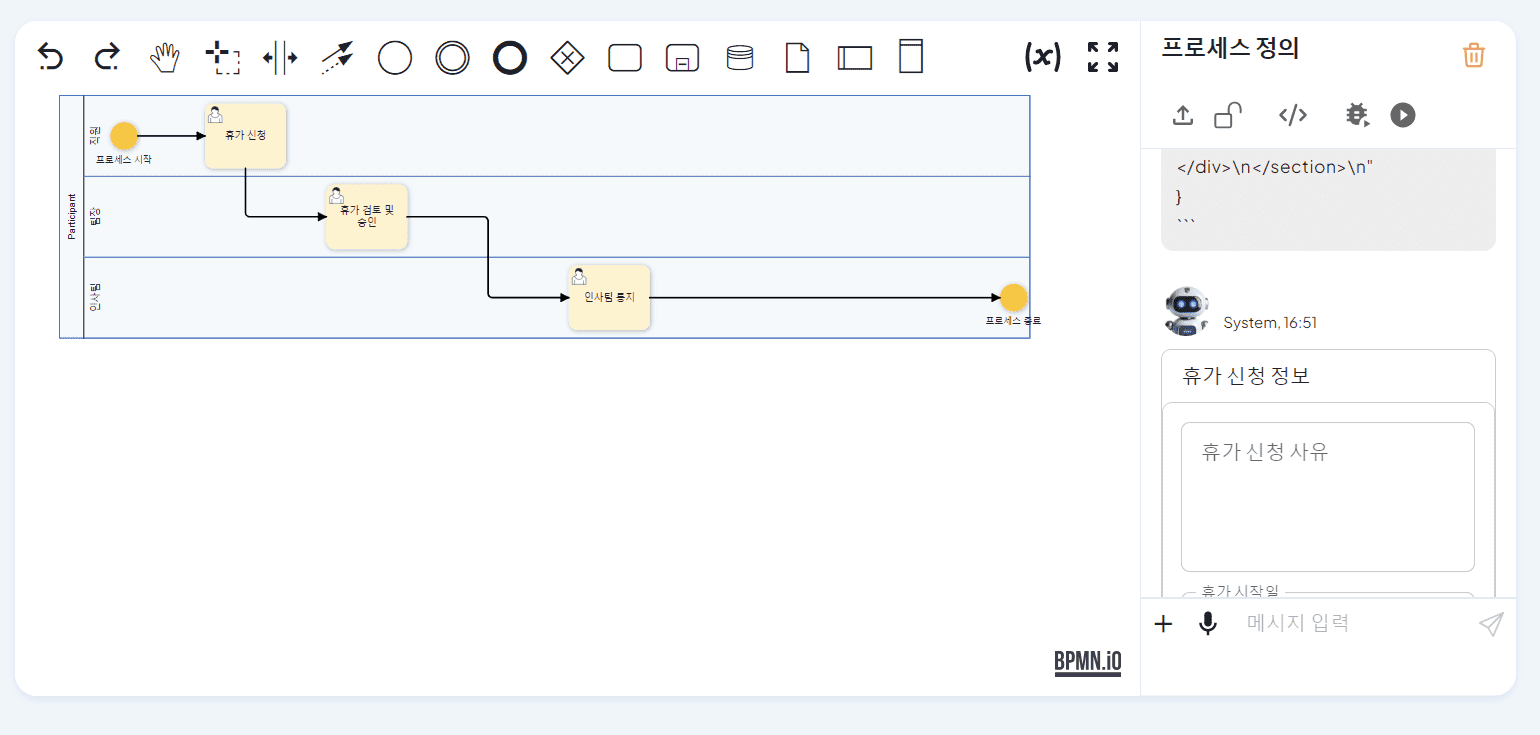 (x)
프로세스 정의
Participant
직원
프로세스 시작
휴가 신청
팀장
휴가 검토 및
승인
인사팀
인사팀 통지
프로세스 종료
BPMN.iO
</>
</div>\n</section>\n"
}
```
System, 16:51
휴가 신청 정보
휴가 신청 사유
휴가 시작일
메시지 입력